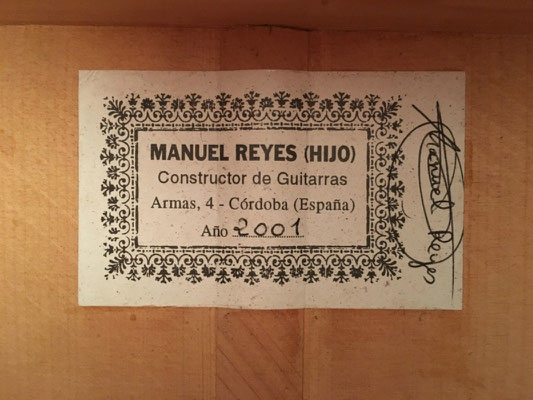 MANUEL REYES (HIJO)
Constructor de Guitarras
Armas, 4 - Córdoba (España)
Año 2001
Manuel Reyes